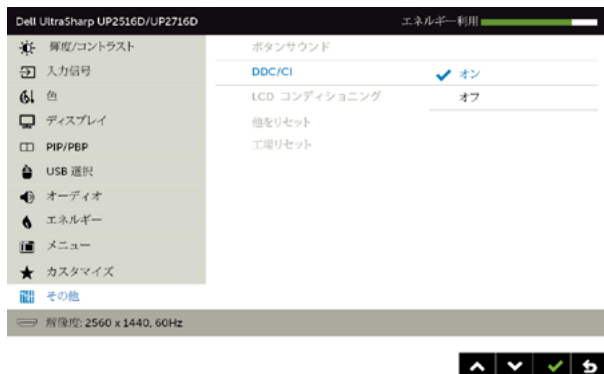 Dell UltraSharp UP2516D/UP2716D
エネルギー利用
輝度/コントラスト
入力信号
色
ディスプレイ
PIP/PBP
USB 選択
オーディオ
エネルギー
メニュー
カスタマイズ
その他
ボタンサウンド
DDC/CI
オン
LCD コンディショニング
オフ
他をリセット
工場リセット
解像度: 2560 x 1440, 60Hz